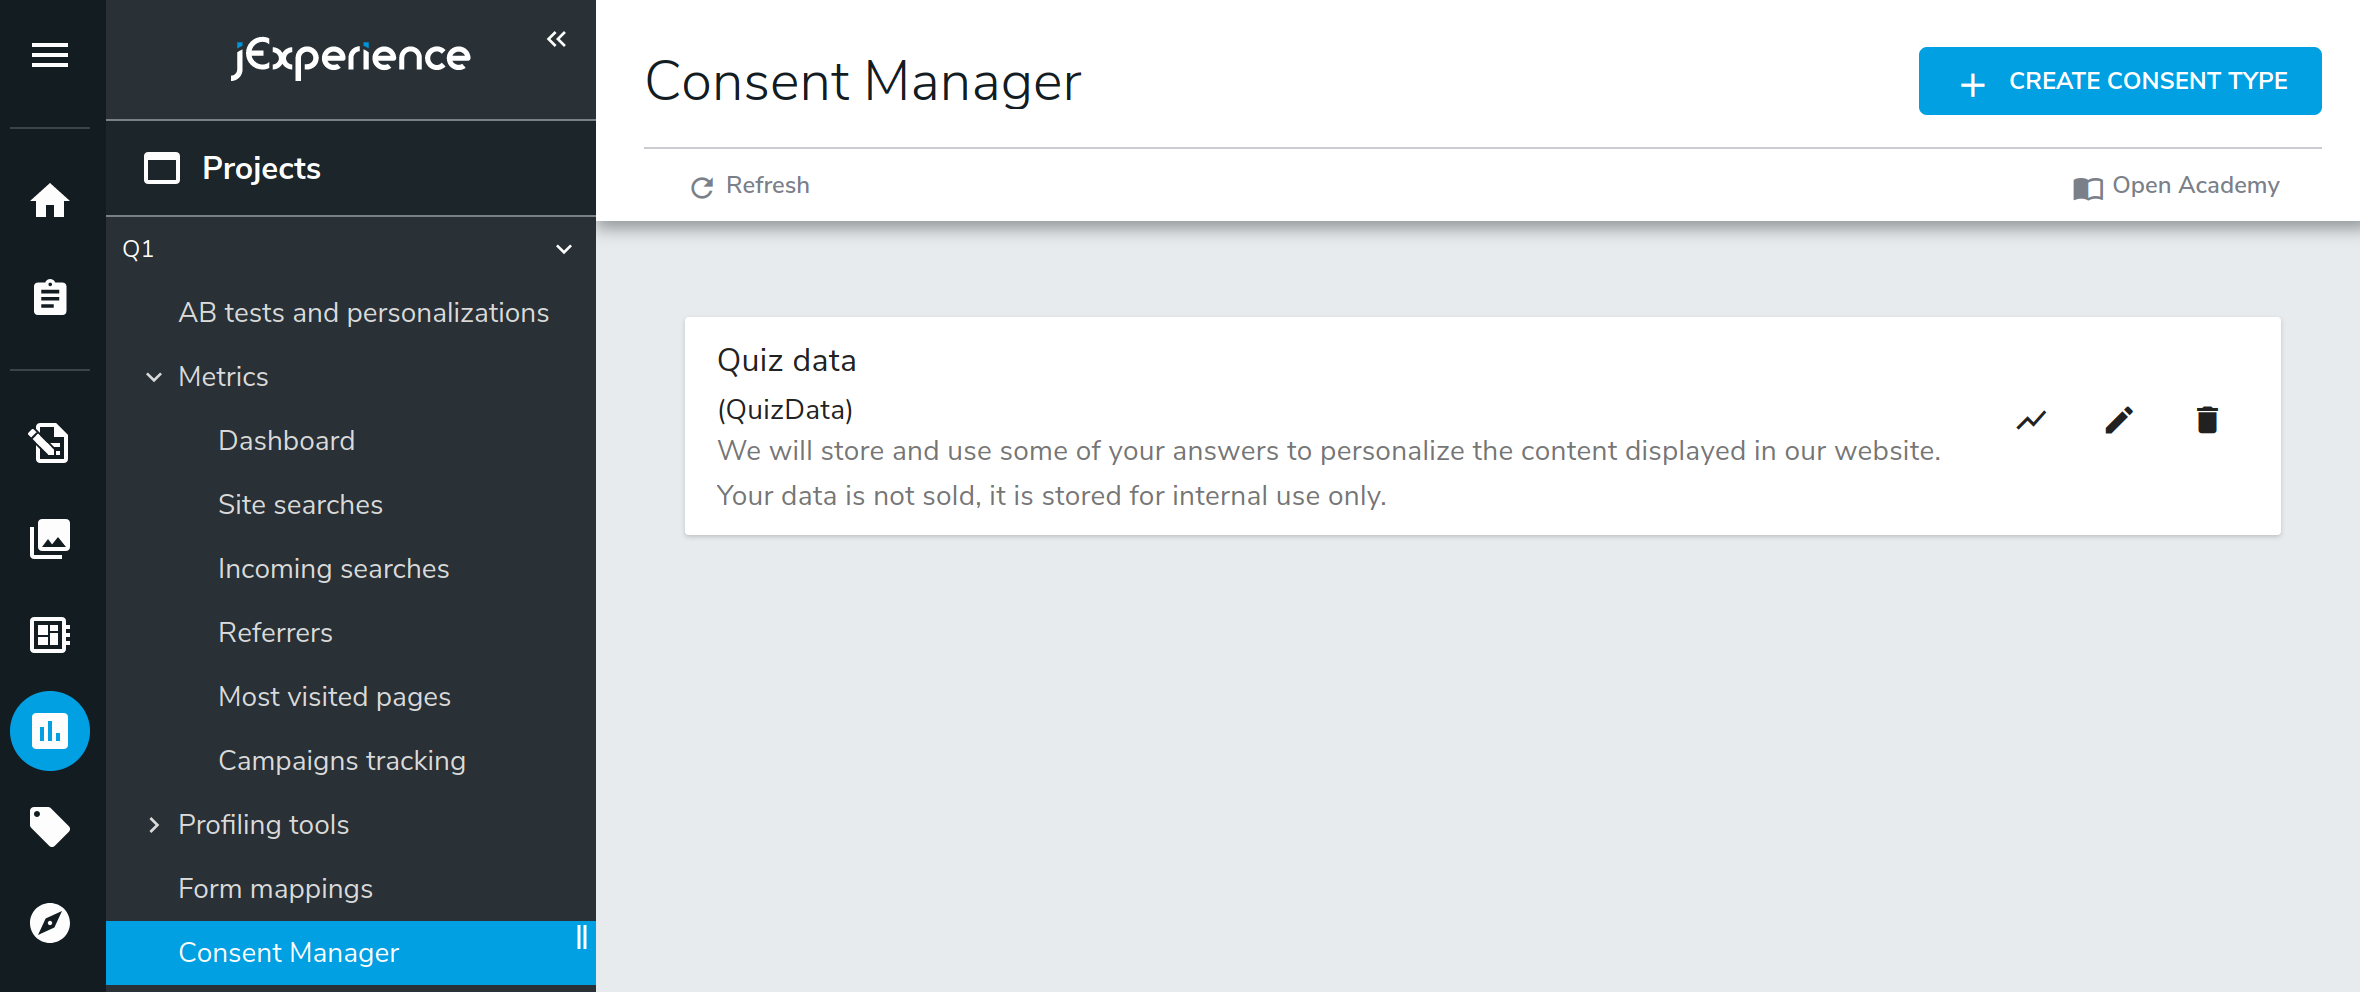 jExperience
Projects
Q1
AB tests and personalizations
Metrics
Dashboard
Site searches
Incoming searches
Referrers
Most visited pages
Campaigns tracking
Profiling tools
Form mappings
Consent Manager
Consent Manager
CREATE CONSENT TYPE
Refresh
Open Academy
Quiz data
(QuizData)
We will store and use some of your answers to personalize the content displayed in our website.
Your data is not sold, it is stored for internal use only.